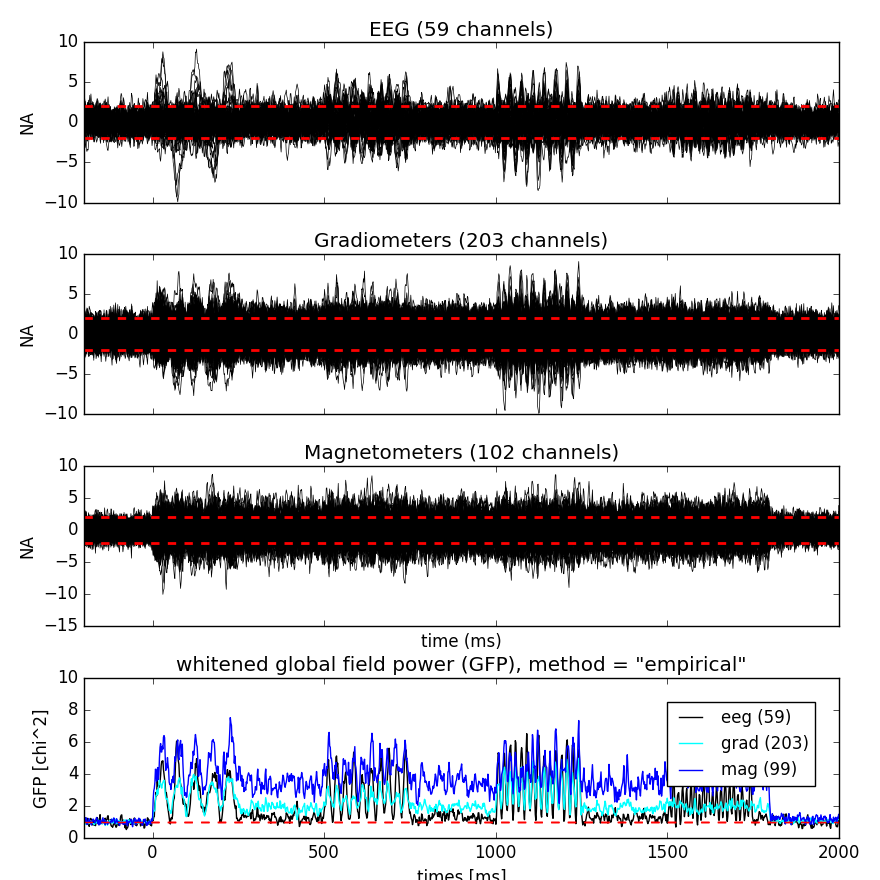 EEG (59 channels)
10
5
0
−5
−10
NA
Gradiometers (203 channels)
10
5
0
−5
−10
NA
Magnetometers (102 channels)
10
5
0
−5
−10
−15
NA
time (ms)
whitened global field power (GFP), method = "empirical"
10
8
6
4
2
0
GFP [chi^2]
eeg (59)
grad (203)
mag (99)
0 500 1000 1500 2000
times [ms]